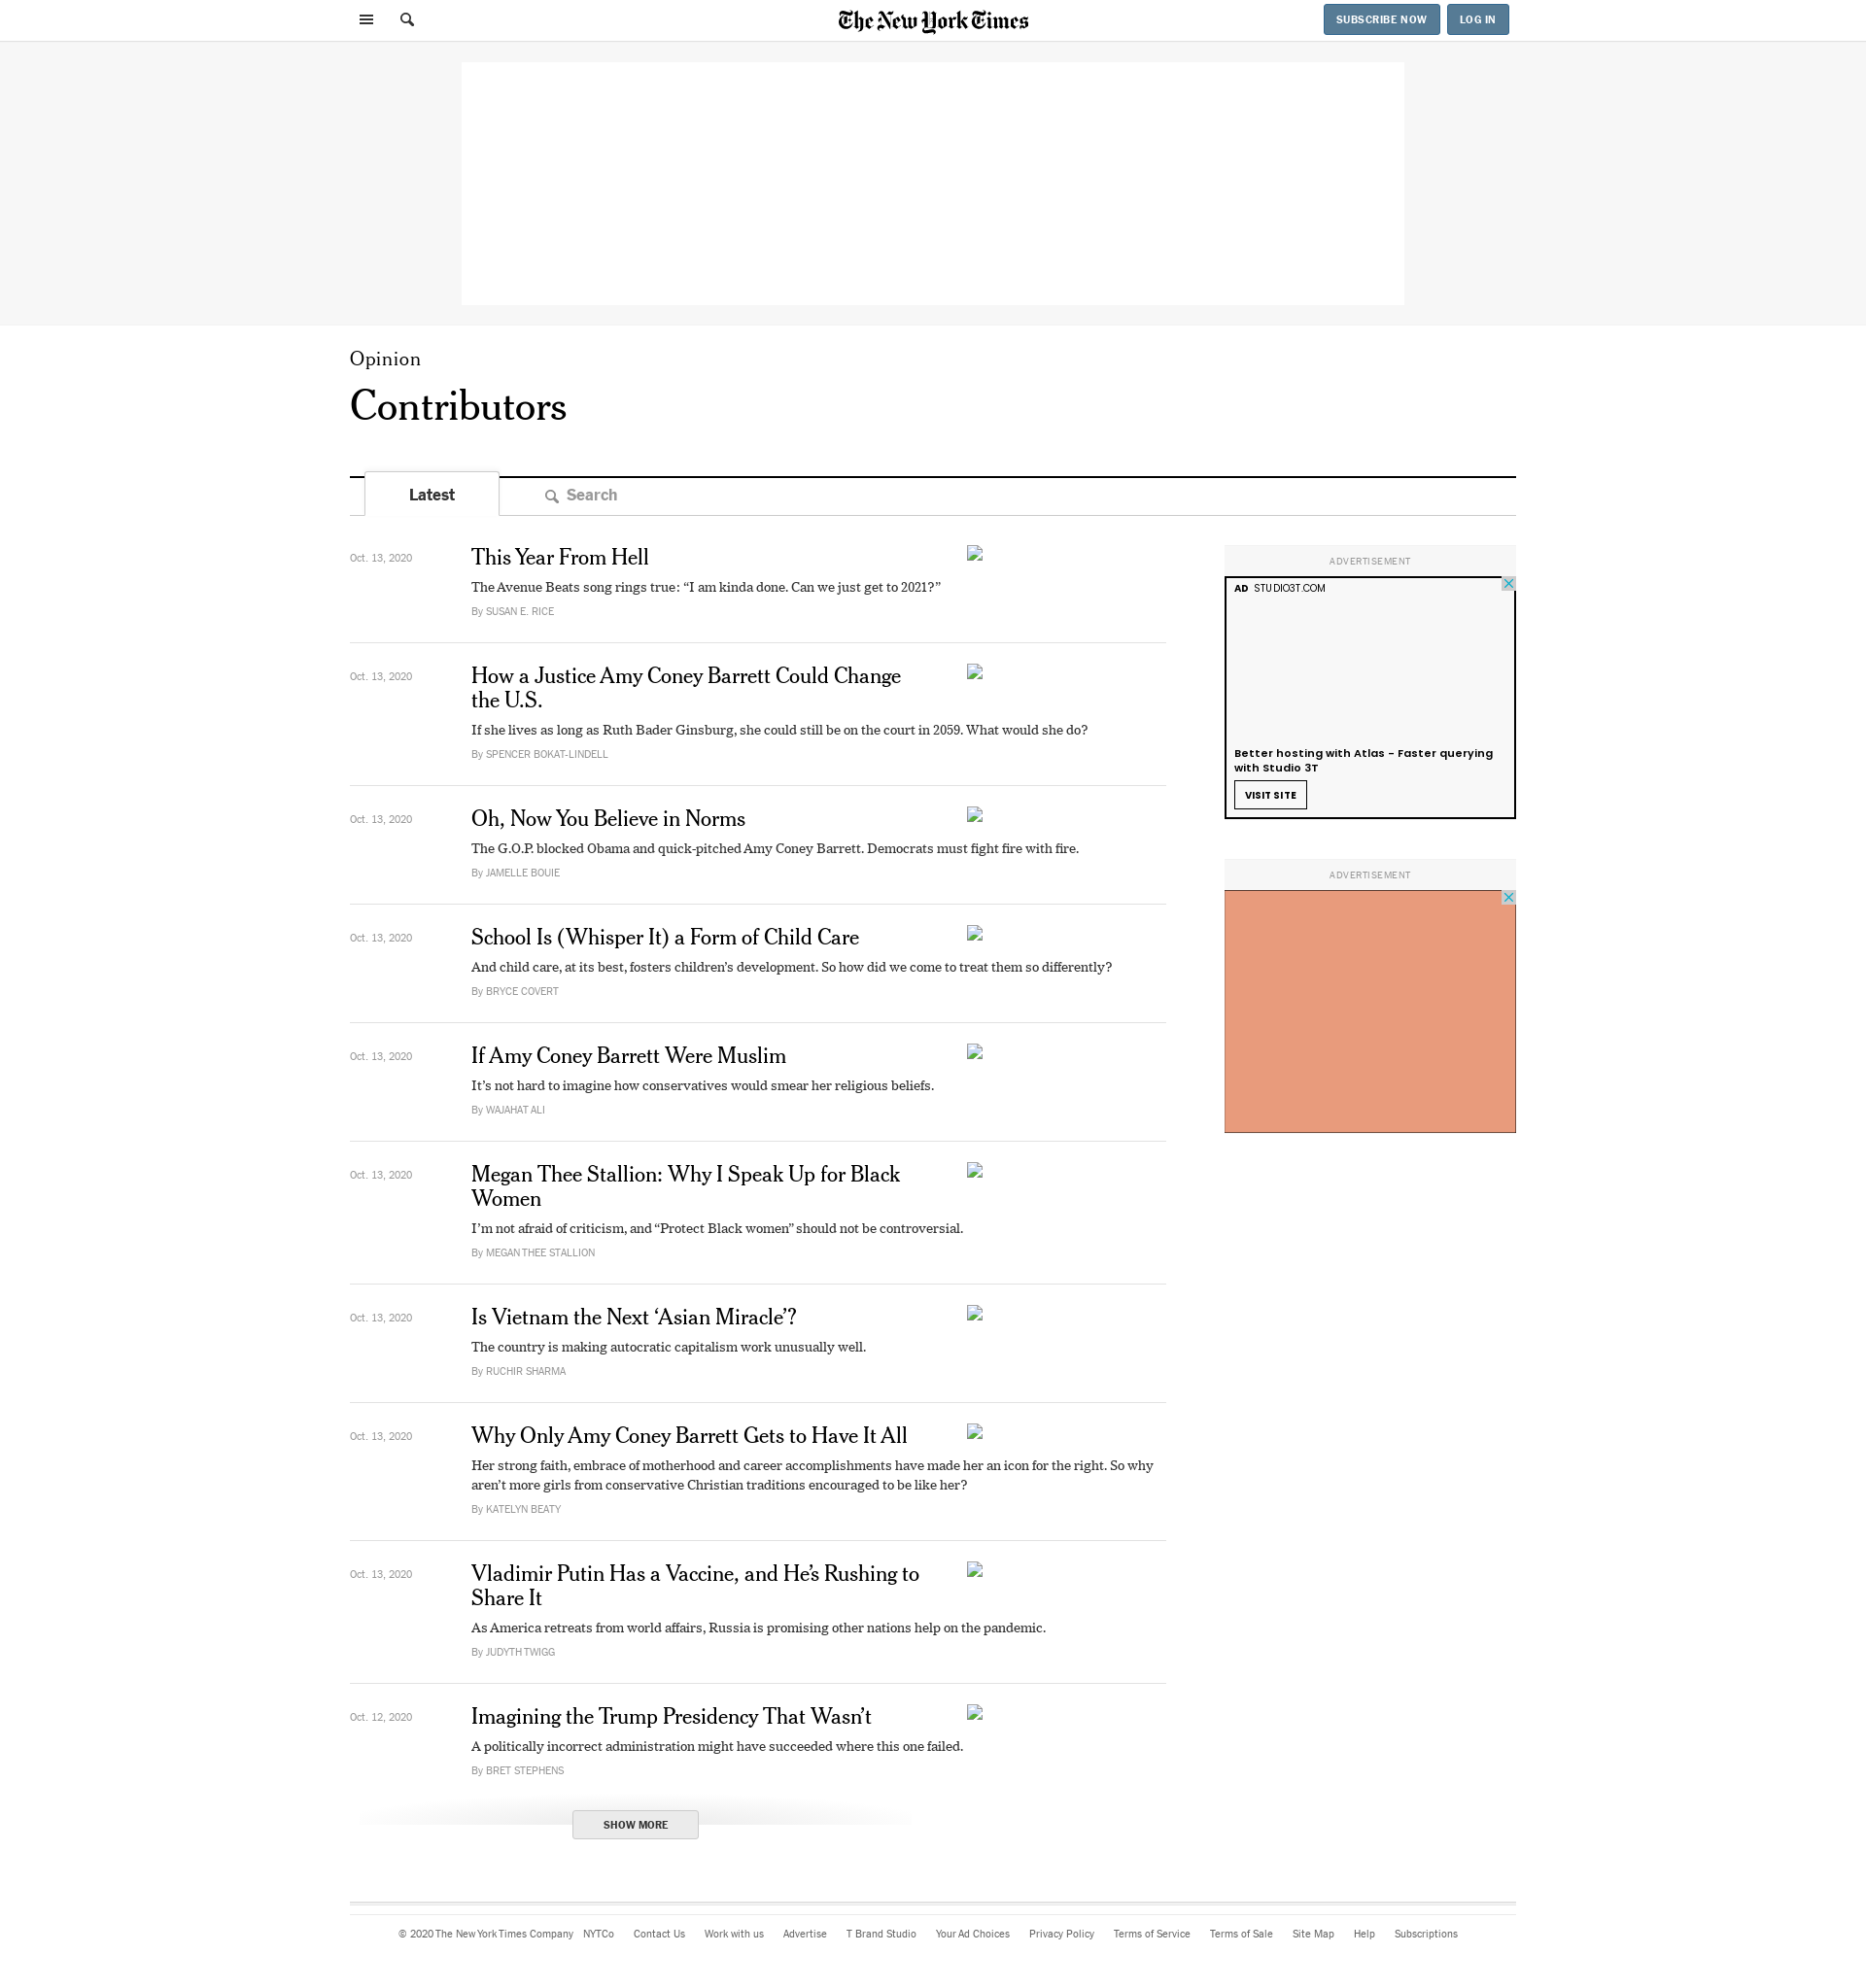 The New York Times
SUBSCRIBE NOW
LOG IN
Opinion
Contributors
Latest
Search
Oct. 13, 2020
This Year From Hell
The Avenue Beats song rings true: “I am kinda done. Can we just get to 2021?”
By SUSAN E. RICE
Oct. 13, 2020
How a Justice Amy Coney Barrett Could Change
the U.S.
If she lives as long as Ruth Bader Ginsburg, she could still be on the court in 2059. What would she do?
By SPENCER BOKAT-LINDELL
Oct. 13, 2020
Oh, Now You Believe in Norms
The G.O.P. blocked Obama and quick-pitched Amy Coney Barrett. Democrats must fight fire with fire.
By JAMELLE BOUIE
Oct. 13, 2020
School Is (Whisper It) a Form of Child Care
And child care, at its best, fosters children’s development. So how did we come to treat them so differently?
By BRYCE COVERT
Oct. 13, 2020
If Amy Coney Barrett Were Muslim
It’s not hard to imagine how conservatives would smear her religious beliefs.
By WAJAHAT ALI
Oct. 13, 2020
Megan Thee Stallion: Why I Speak Up for Black
Women
I’m not afraid of criticism, and “Protect Black women” should not be controversial.
By MEGAN THEE STALLION
Oct. 13, 2020
Is Vietnam the Next ‘Asian Miracle’?
The country is making autocratic capitalism work unusually well.
By RUCHIR SHARMA
Oct. 13, 2020
Why Only Amy Coney Barrett Gets to Have It All
Her strong faith, embrace of motherhood and career accomplishments have made her an icon for the right. So why
aren’t more girls from conservative Christian traditions encouraged to be like her?
By KATELYN BEATY
Oct. 13, 2020
Vladimir Putin Has a Vaccine, and He’s Rushing to
Share It
As America retreats from world affairs, Russia is promising other nations help on the pandemic.
By JUDYTH TWIGG
Oct. 12, 2020
Imagining the Trump Presidency That Wasn’t
A politically incorrect administration might have succeeded where this one failed.
By BRET STEPHENS
SHOW MORE
ADVERTISEMENT
AD STUDIO3T.COM
Better hosting with Atlas - Faster querying
with Studio 3T
VISIT SITE
ADVERTISEMENT
© 2020 The New York Times Company NYTCo Contact Us Work with us Advertise T Brand Studio Your Ad Choices Privacy Policy Terms of Service Terms of Sale Site Map Help Subscriptions